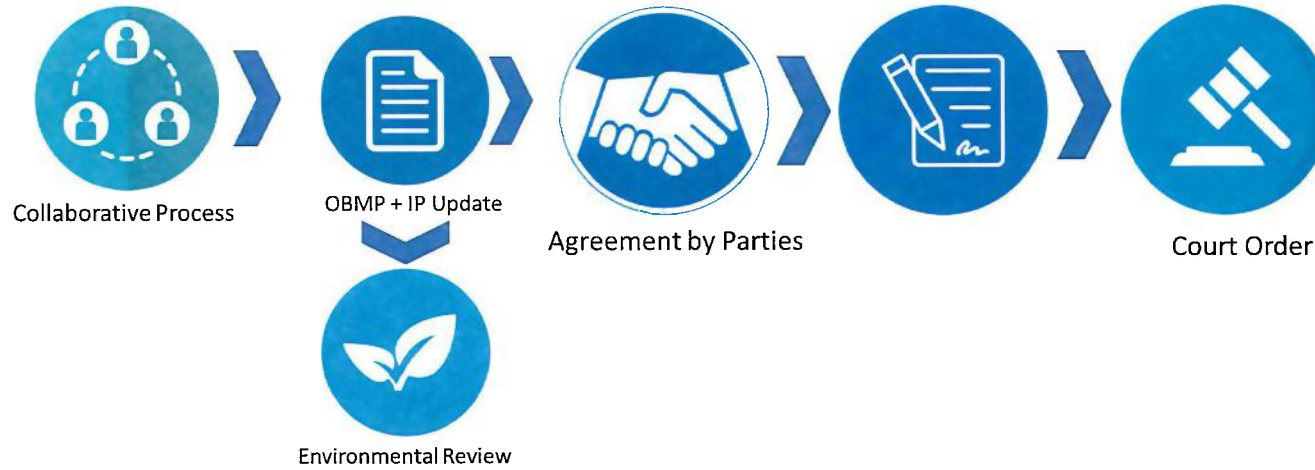 Collaborative Process
OBMP + IP Update
Agreement by Parties
Court Order
Environmental Review